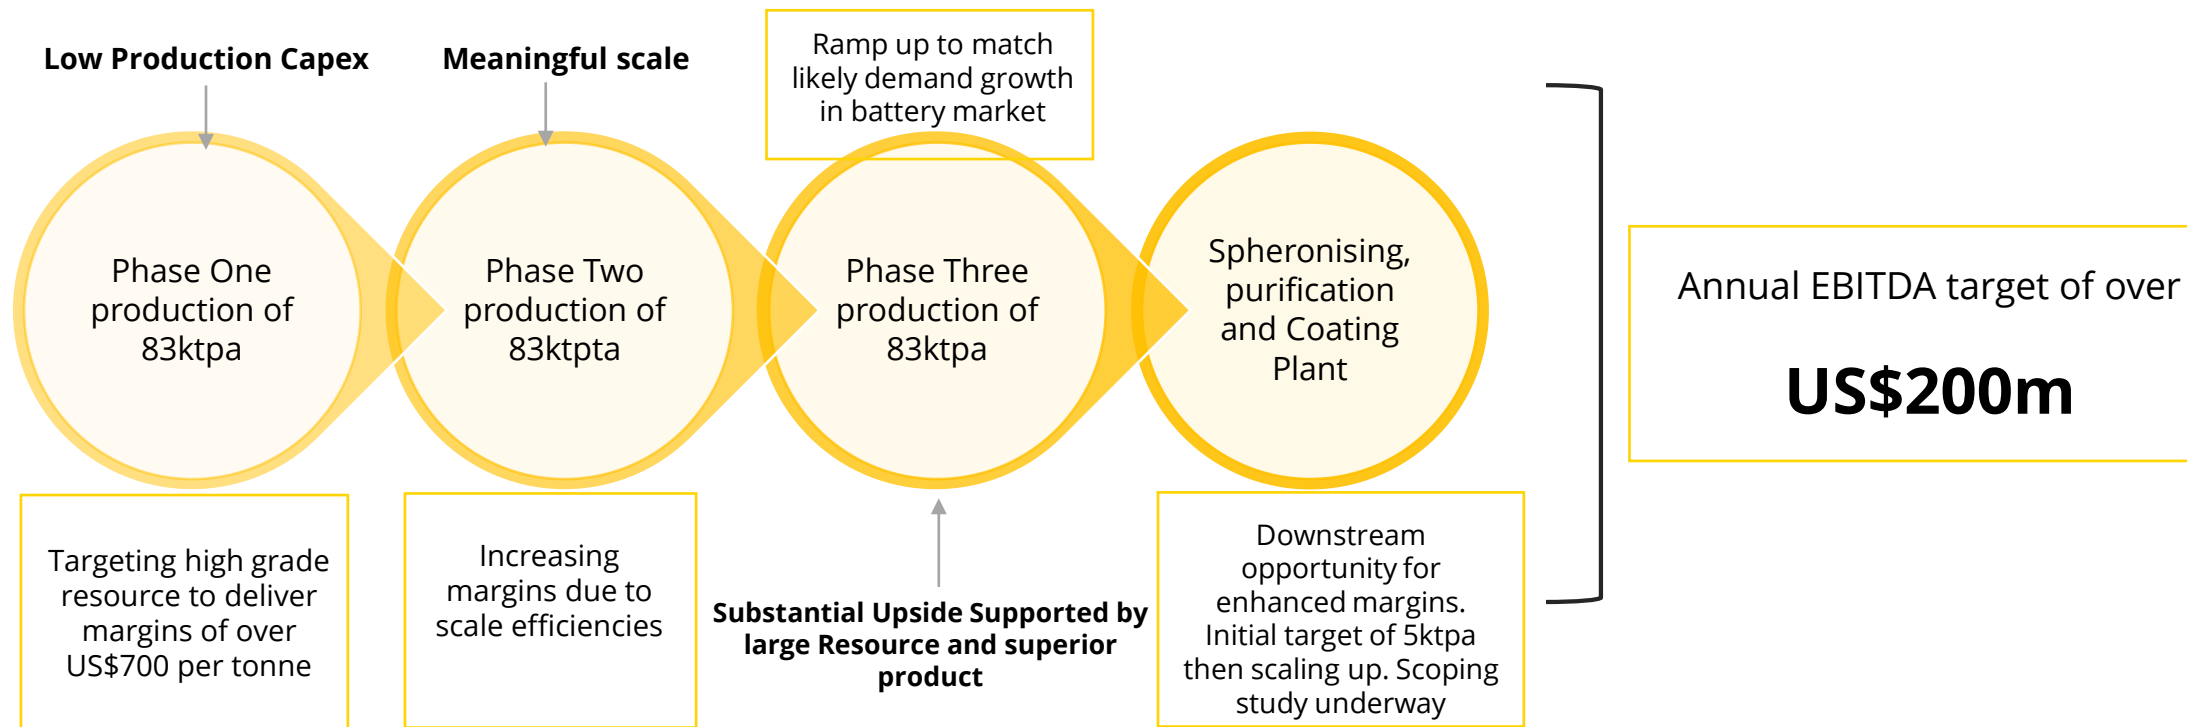 Low Production Capex
Meaningful scale
Ramp up to match
likely demand growth
in battery market
Phase One
production of
83ktpa
Phase Two
production of
83ktpta
Phase Three
production of
83ktpa
Spheronising,
purification
and Coating
Plant
Annual EBITDA target of over
US$200m
Targeting high grade
resource to deliver
margins of over
US$700 per tonne
Increasing
margins due to
scale efficiencies
Substantial Upside Supported by
large Resource and superior
product
Downstream
opportunity for
enhanced margins.
Initial target of 5ktpa
then scaling up. Scoping
study underway